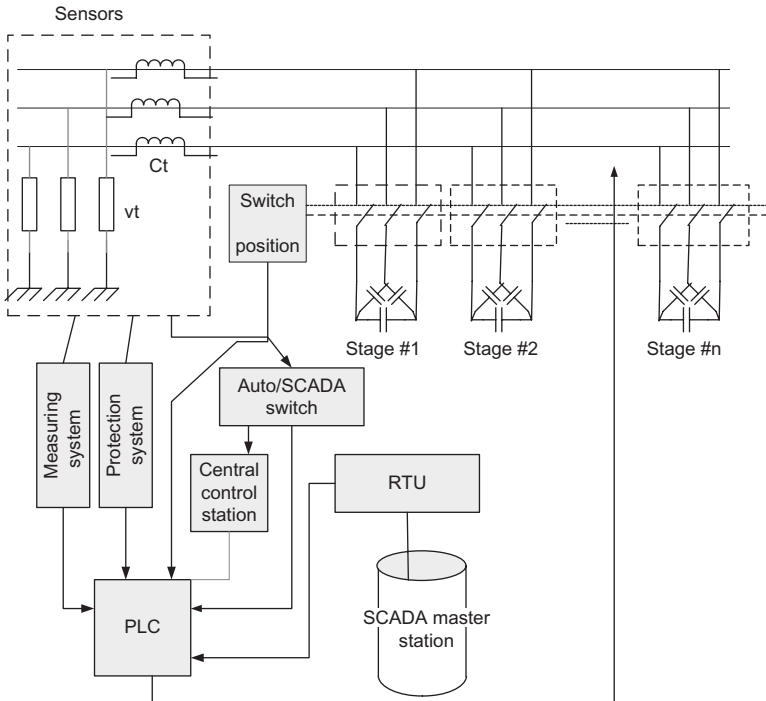 Sensors
Ct
vt
Switch
position
Stage #1
Stage #2
Stage #n
Measuring
system
Protection
system
Auto/SCADA
switch
Central
control
station
RTU
PLC
SCADA master
station